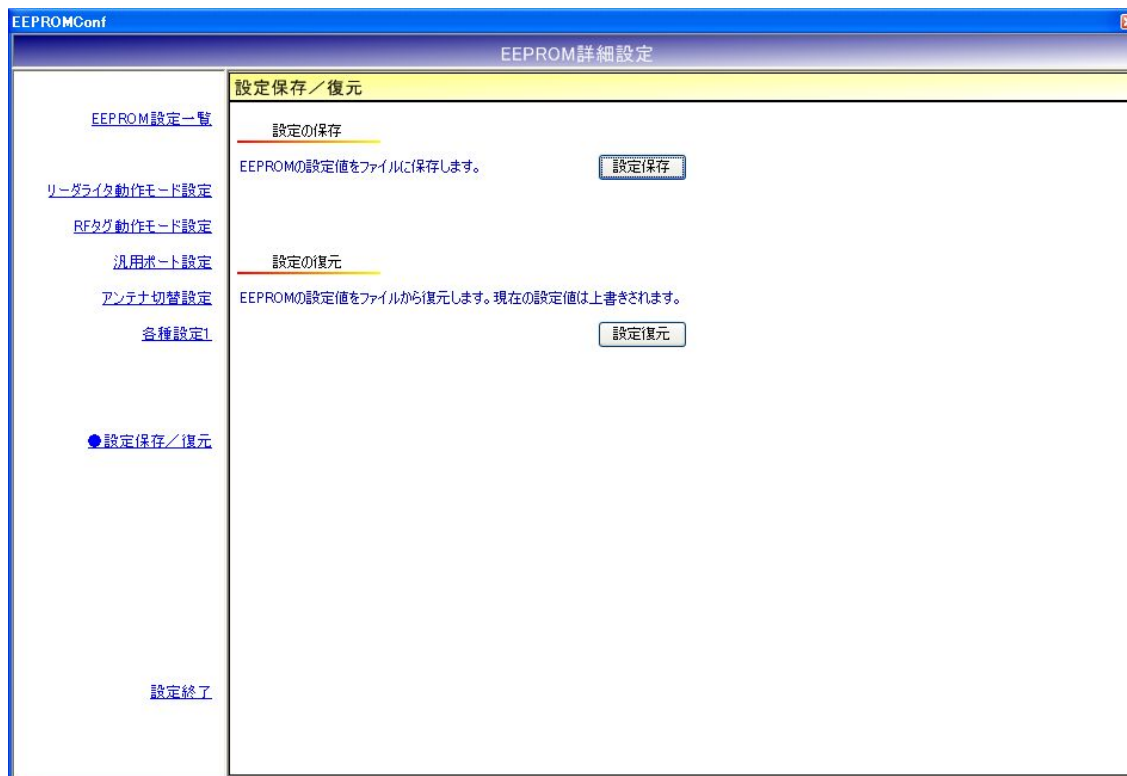 EEPROMConf
EEPROM詳細設定
EEPROM設定一覧
リーダライタ動作モード設定
RFタグ動作モード設定
汎用ポート設定
アンテナ切替設定
各種設定1
●設定保存／復元
設定終了
設定保存／復元
設定の保存
EEPROMの設定値をファイルに保存します。
設定保存
設定の復元
EEPROMの設定値をファイルから復元します。現在の設定値は上書きされます。
設定復元